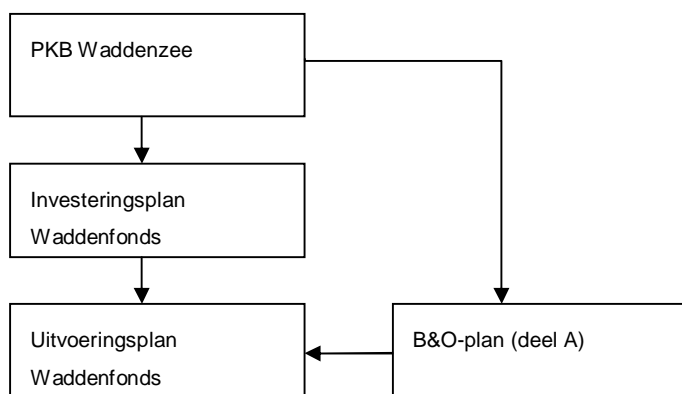 PKB Waddenzee
Investeringsplan
Waddenfonds
Uitvoeringsplan
Waddenfonds
B&O-plan (deel A)